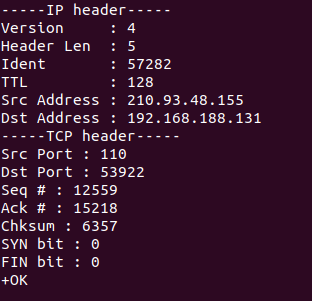 -----IP header-----
Version     : 4
Header Len  : 5
Ident       : 57282
TTL         : 128
Src Address : 210.93.48.155
Dst Address : 192.168.188.131
-----TCP header-----
Src Port : 110
Dst Port : 53922
Seq # : 12559
Ack # : 15218
Chksum : 6357
SYN bit : 0
FIN bit : 0
+OK